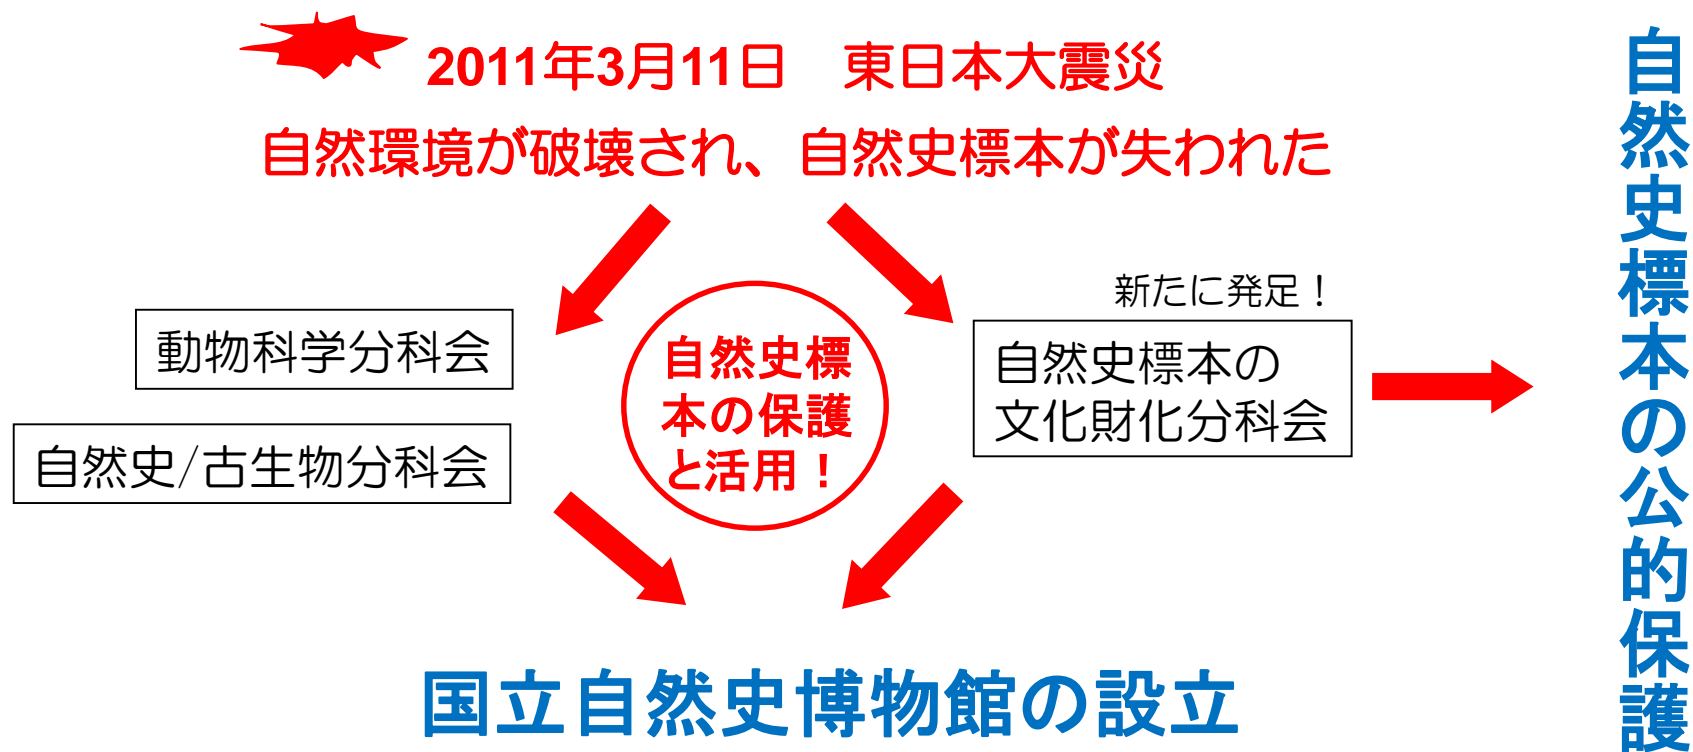 2011年3月11日　東日本大震災
自然環境が破壊され、自然史標本が失われた
新たに発足！
動物科学分科会
自然史/古生物分科会
自然史標
本の保護
と活用！
自然史標本の
文化財化分科会
国立自然史博物館の設立
自然史標本の公的保護